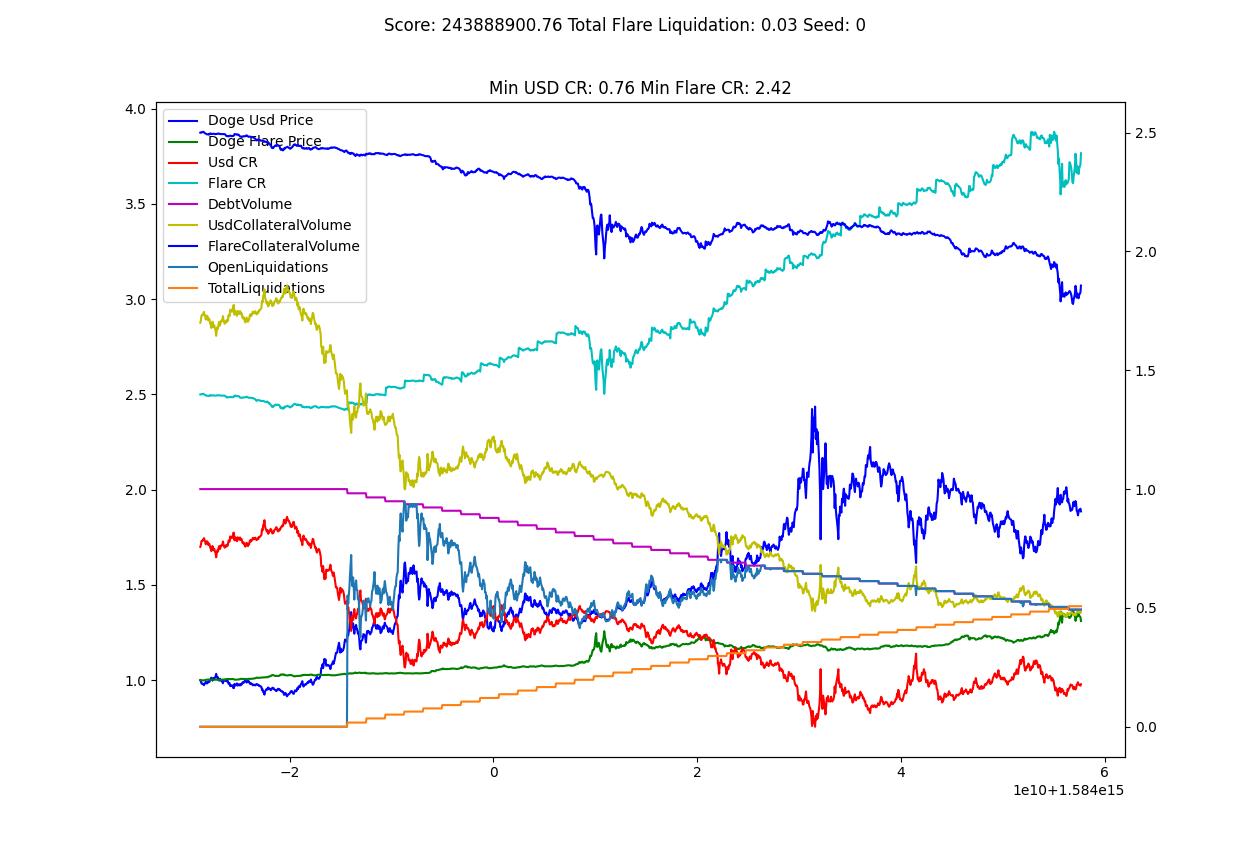 Score: 243888900.76 Total Flare Liquidation: 0.03 Seed: 0
Min USD CR: 0.76 Min Flare CR: 2.42
Doge Usd Price
Doge Flare Price
Usd CR
Flare CR
DebtVolume
UsdCollateralVolume
FlareCollateralVolume
OpenLiquidations
TotalLiquidations
4.0
3.5
3.0
2.5
2.0
1.5
1.0
2.5
2.0
1.5
1.0
0.5
0.0
−2
0
2
4
6
1e10+1.584e15